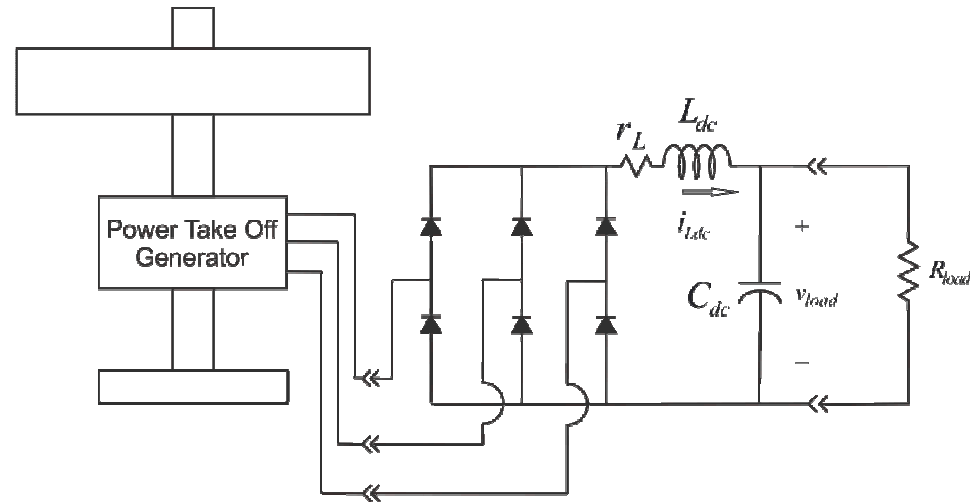 Power Take Off
Generator
r_L
L_dc
i_Ldc
C_dc
+
v_load
−
R_load